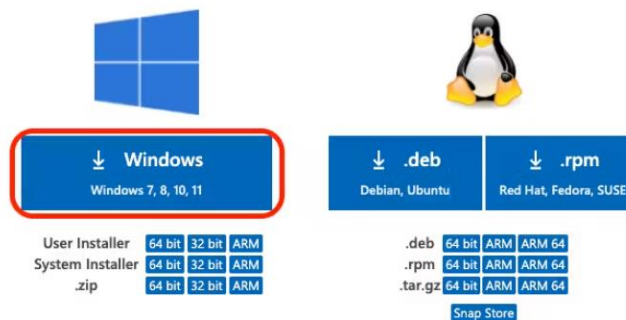 Windows
Windows 7, 8, 10, 11
User Installer 64 bit 32 bit ARM
System Installer 64 bit 32 bit ARM
.zip 64 bit 32 bit ARM
.deb
Debian, Ubuntu
.rpm
Red Hat, Fedora, SUSE
.deb 64 bit ARM ARM 64
.rpm 64 bit ARM ARM 64
.tar.gz 64 bit ARM ARM 64
Snap Store